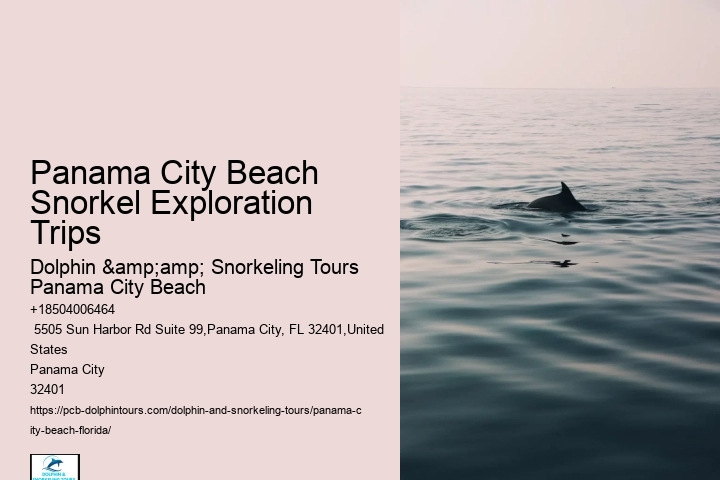 Panama City Beach
Snorkel Exploration
Trips
Dolphin &amp;amp; Snorkeling Tours
Panama City Beach
+18504006464
5505 Sun Harbor Rd Suite 99,Panama City, FL 32401,United
States
Panama City
32401
https://pcb-dolphintours.com/dolphin-and-snorkeling-tours/panama-c
ity-beach-florida/
DOLPHIN &